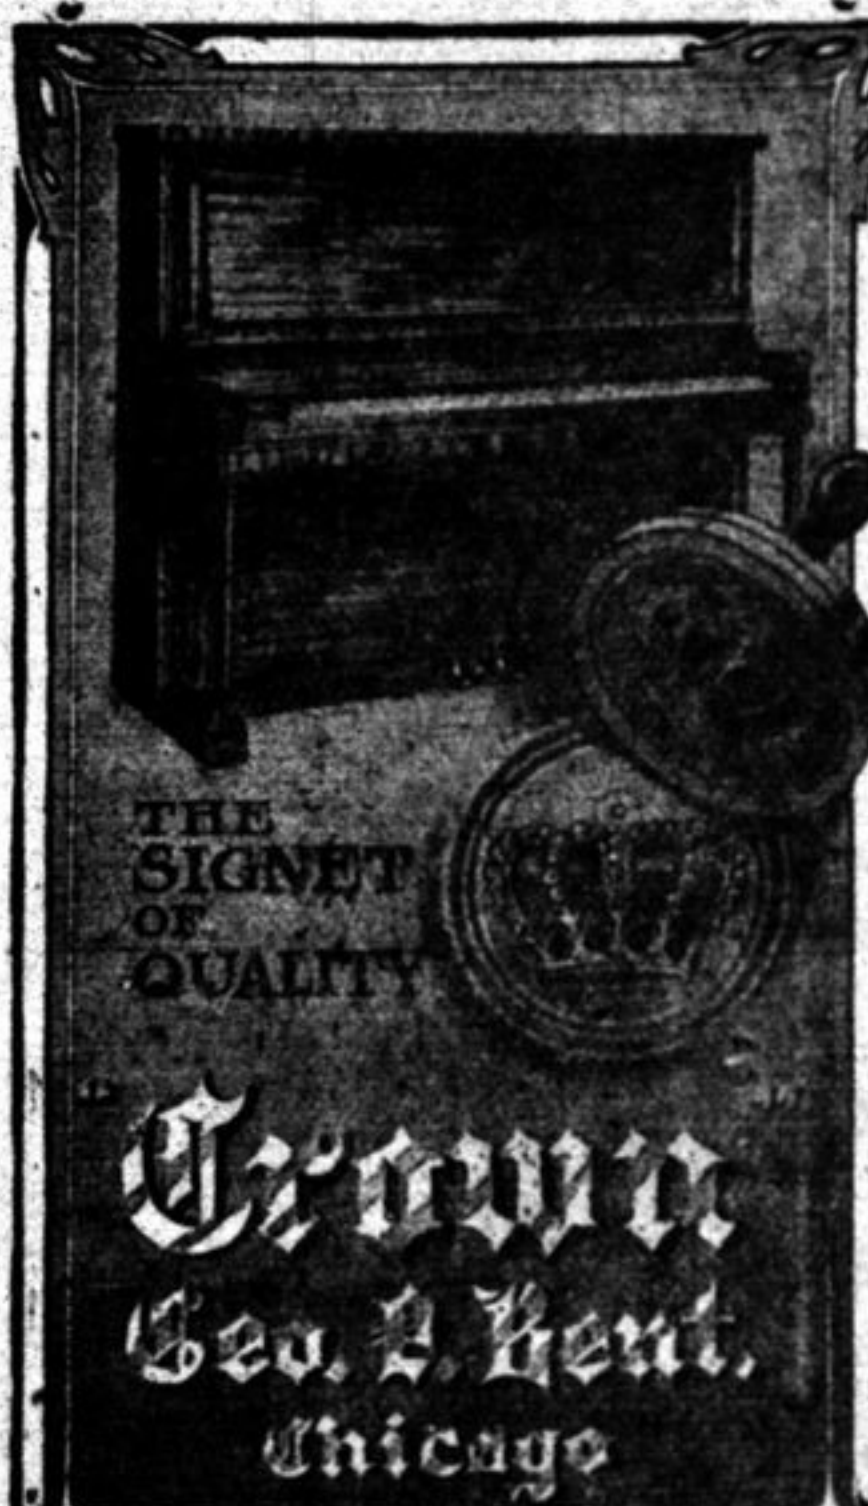 THE
SIGNET
OF
QUALITY
"Crown"
Geo. P. Bent.
Chicago